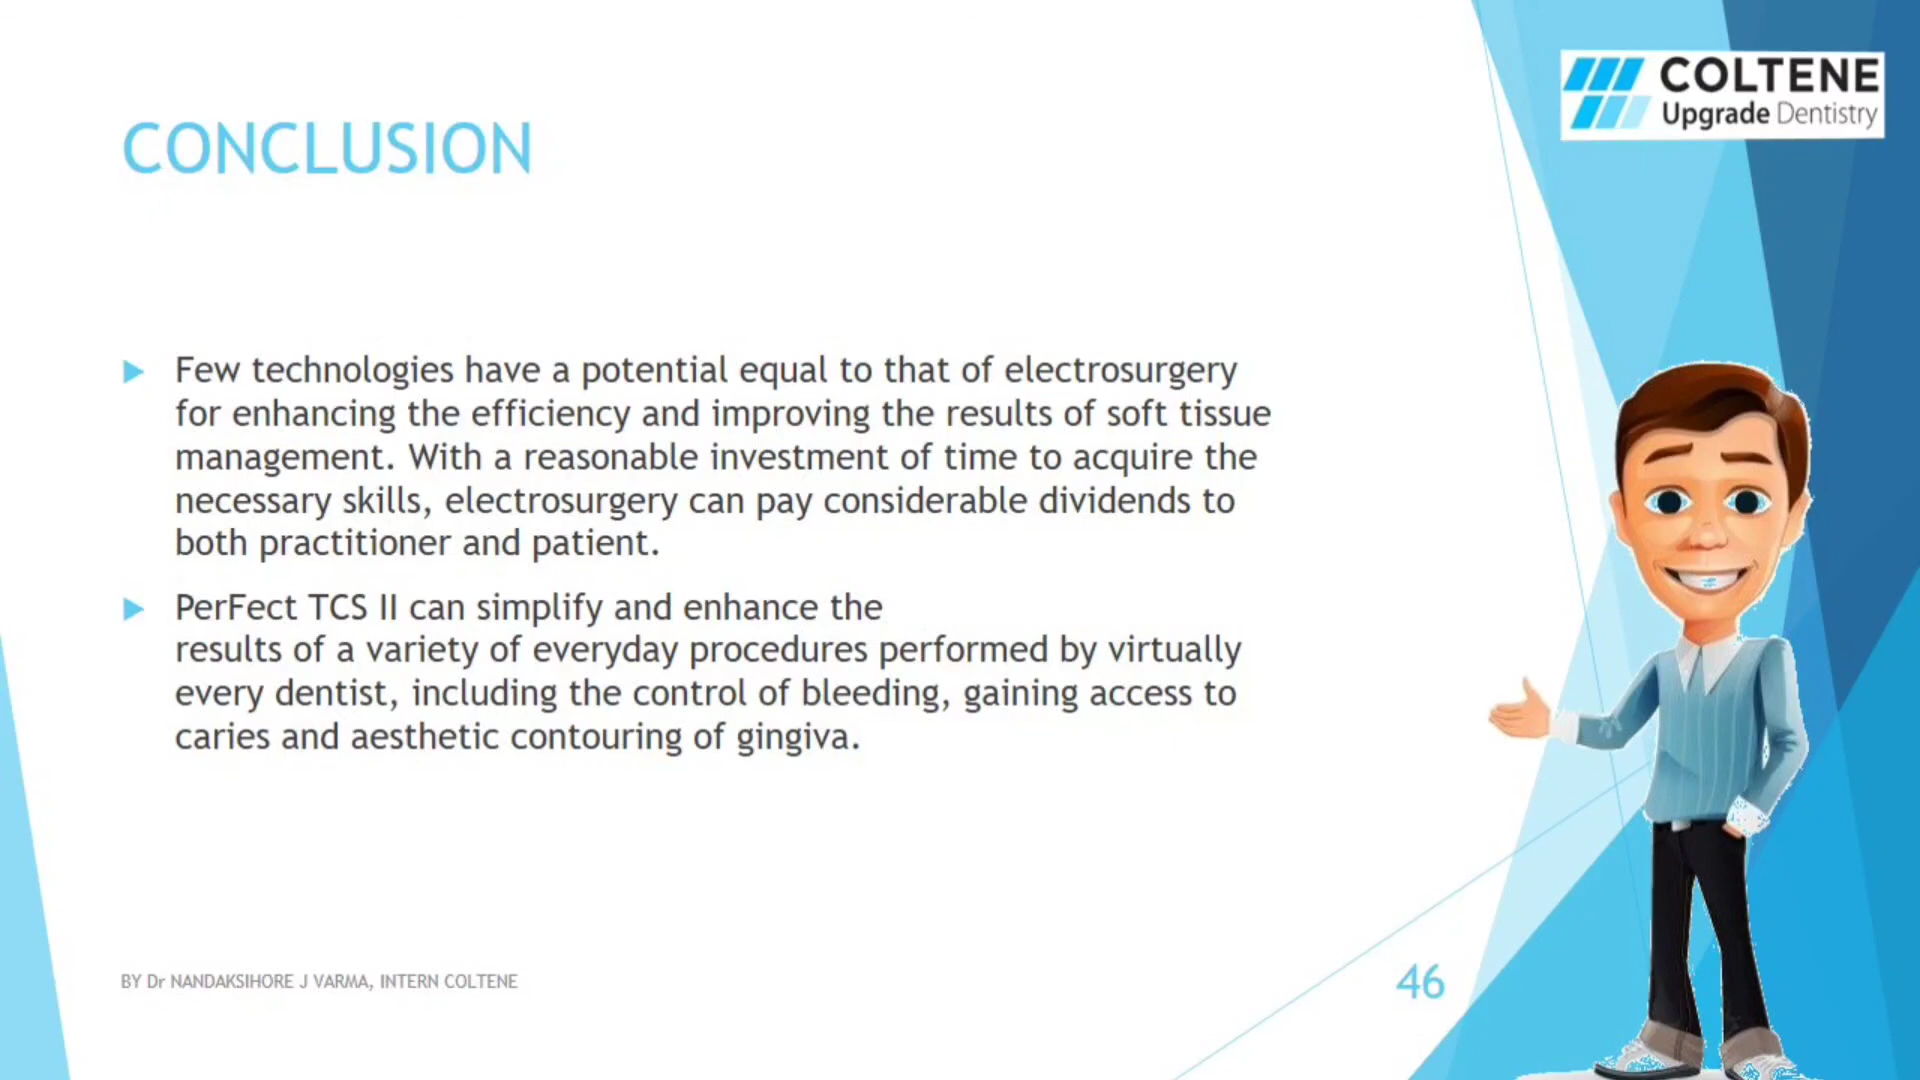 COLTENE
Upgrade Dentistry
CONCLUSION
Few technologies have a potential equal to that of electrosurgery
for enhancing the efficiency and improving the results of soft tissue
management. With a reasonable investment of time to acquire the
necessary skills, electrosurgery can pay considerable dividends to
both practitioner and patient.
PerFect TCS II can simplify and enhance the
results of a variety of everyday procedures performed by virtually
every dentist, including the control of bleeding, gaining access to
caries and aesthetic contouring of gingiva.
BY Dr NANDAKSIHORE J VARMA, INTERN COLTENE
46